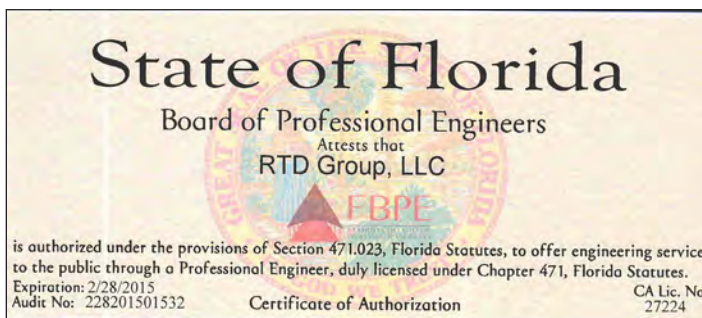 State of Florida
Board of Professional Engineers
Attests that
RTD Group, LLC
FBPE
is authorized under the provisions of Section 471.023, Florida Statutes, to offer engineering service
to the public through a Professional Engineer, duly licensed under Chapter 471, Florida Statutes.
Expiration: 2/28/2015
Audit No: 228201501532
Certificate of Authorization
CA Lic. No
27224